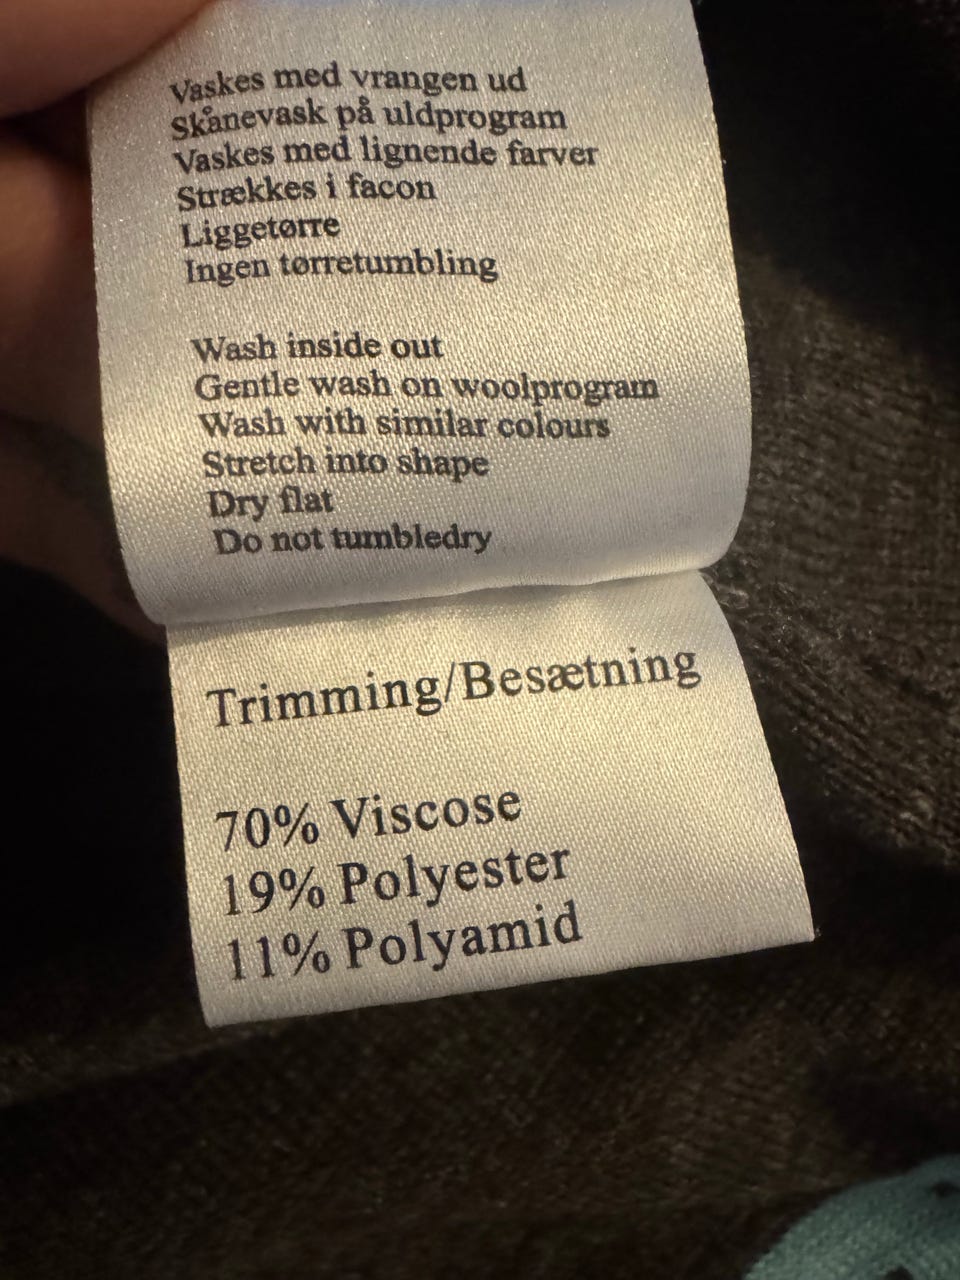 Vaskes med vrangen ud
Skånevask på uldprogram
Vaskes med lignende farver
Strækkes i facon
Liggetørre
Ingen tørretumbling
Wash inside out
Gentle wash on woolprogram
Wash with similar colours
Stretch into shape
Dry flat
Do not tumbledry
Trimming/Besætning
70% Viscose
19% Polyester
11% Polyamid